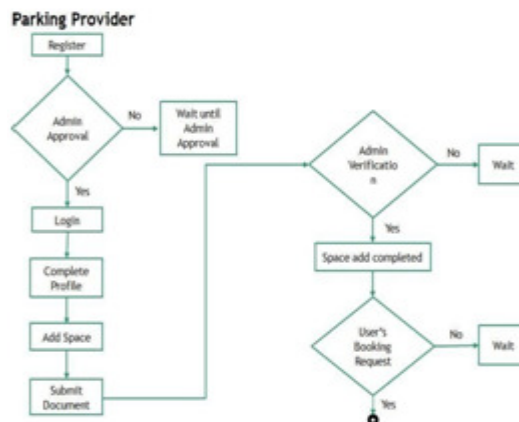 Parking Provider
Register
Admin
Approval
No
Wait until
Admin
Approval
Yes
Login
Complete
Profile
Add Space
Submit
Document
Admin
Verificatio
n
No
Wait
Yes
Space add completed
User's
Booking
Request
No
Wait
Yes